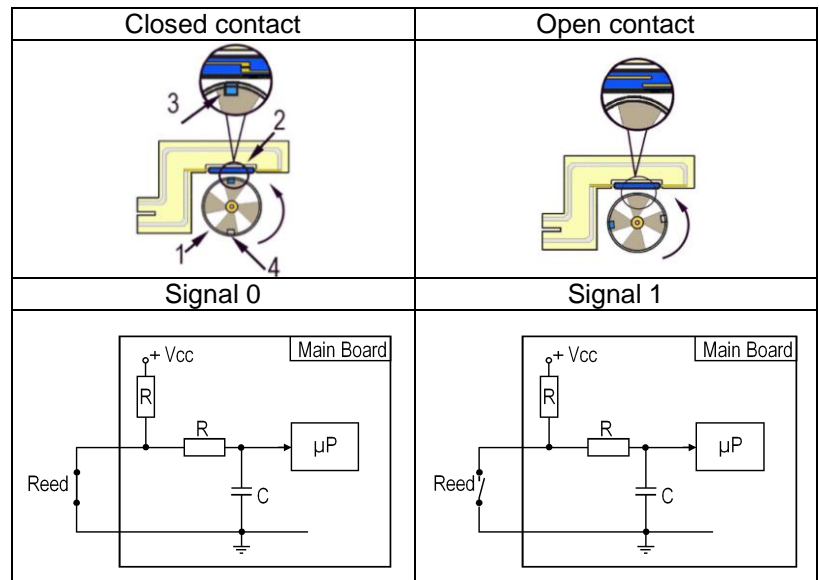 Closed contact
Open contact
3
2
1
4
Signal 0
Signal 1
+ Vcc
Main Board
R
R
µP
Reed
C
+ Vcc
Main Board
R
R
µP
Reed
C